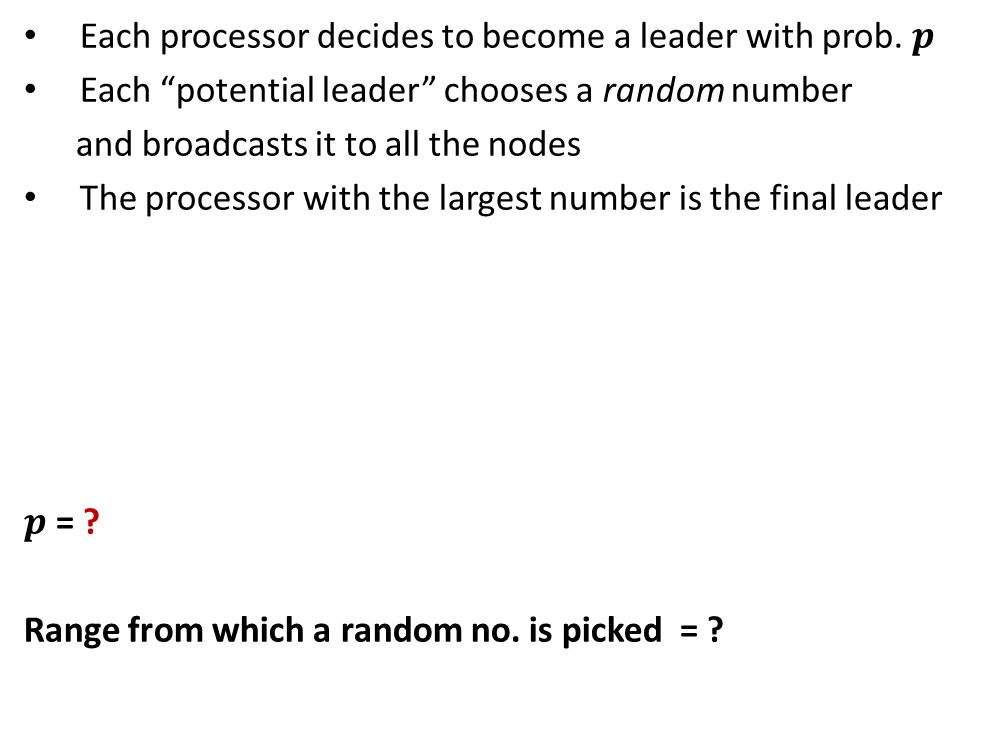 • Each processor decides to become a leader with prob. p
• Each “potential leader” chooses a random number
and broadcasts it to all the nodes
• The processor with the largest number is the final leader
p = ?
Range from which a random no. is picked = ?